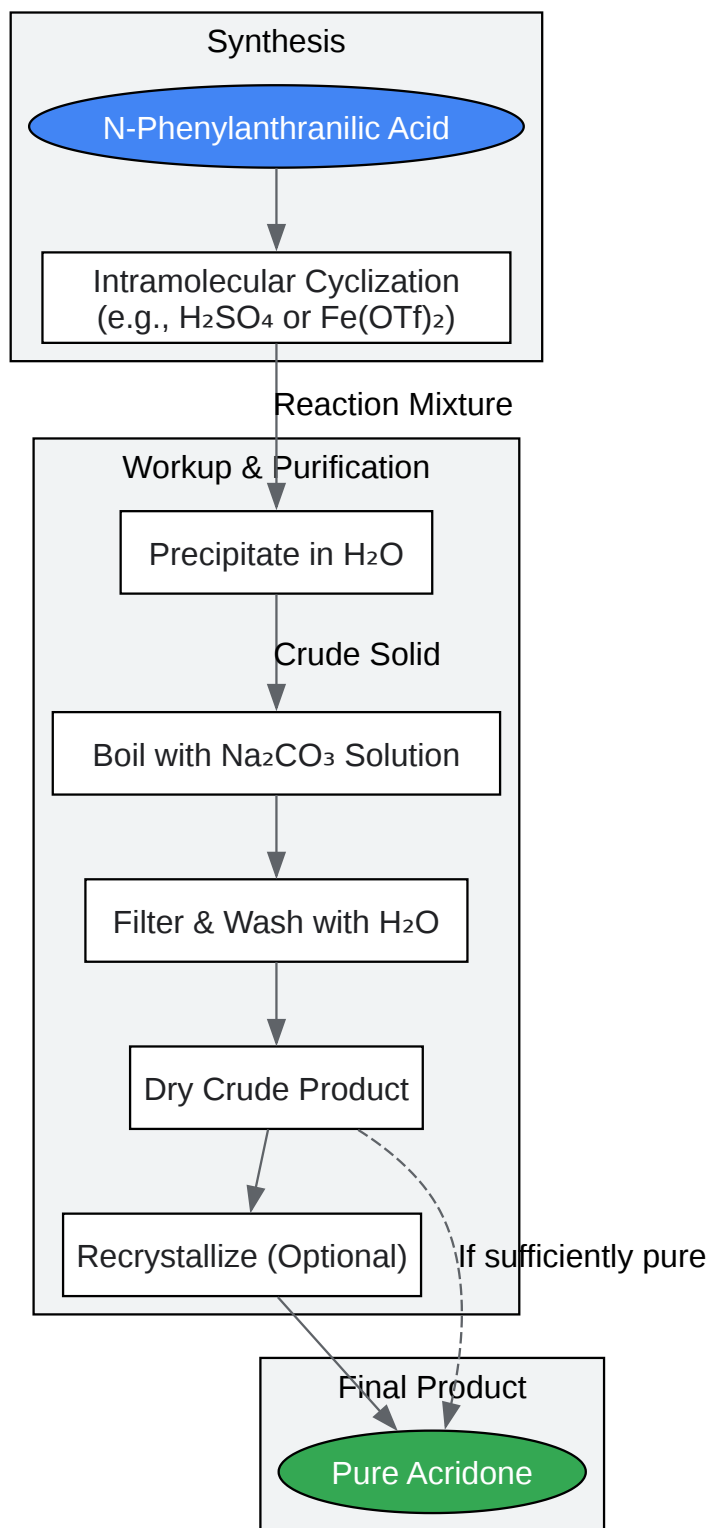 Synthesis
N-Phenylanthranilic Acid
Intramolecular Cyclization
(e.g., H₂SO₄ or Fe(OTf)₂)
Reaction Mixture
Workup & Purification
Precipitate in H₂O
Crude Solid
Boil with Na₂CO₃ Solution
Filter & Wash with H₂O
Dry Crude Product
Recrystallize (Optional)
If sufficiently pure
Final Product
Pure Acridone